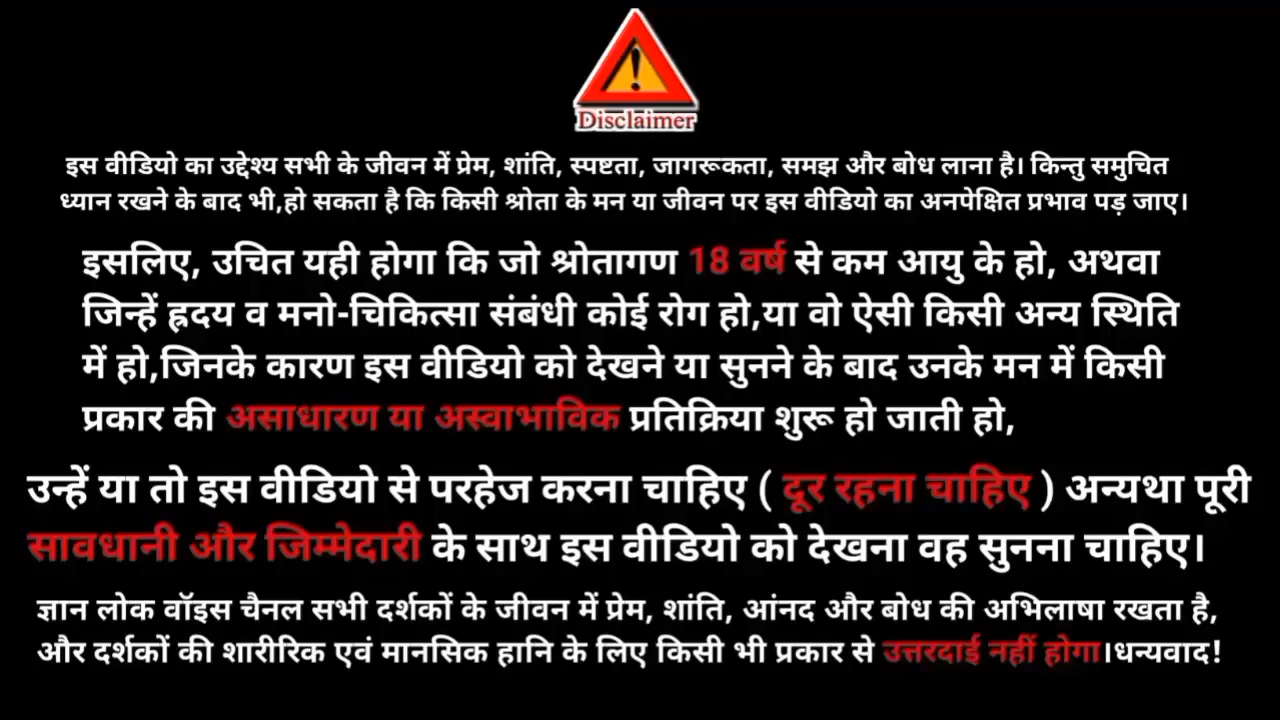 Disclaimer
इस वीडियो का उद्देश्य सभी के जीवन में प्रेम, शांति, स्पष्टता, जागरूकता, समझ और बोध लाना है। किन्तु समुचित
ध्यान रखने के बाद भी,हो सकता है कि किसी श्रोता के मन या जीवन पर इस वीडियो का अनपेक्षित प्रभाव पड़ जाए।
इसलिए, उचित यही होगा कि जो श्रोतागण 18 वर्ष से कम आयु के हो, अथवा
जिन्हें ह्रदय व मनो-चिकित्सा संबंधी कोई रोग हो,या वो ऐसी किसी अन्य स्थिति
में हो,जिनके कारण इस वीडियो को देखने या सुनने के बाद उनके मन में किसी
प्रकार की असाधारण या अस्वाभाविक प्रतिक्रिया शुरू हो जाती हो,
उन्हें या तो इस वीडियो से परहेज करना चाहिए ( दूर रहना चाहिए ) अन्यथा पूरी
सावधानी और जिम्मेदारी के साथ इस वीडियो को देखना वह सुनना चाहिए।
ज्ञान लोक वॉइस चैनल सभी दर्शकों के जीवन में प्रेम, शांति, आंनद और बोध की अभिलाषा रखता है,
और दर्शकों की शारीरिक एवं मानसिक हानि के लिए किसी भी प्रकार से उत्तरदाई नहीं होगा।धन्यवाद!